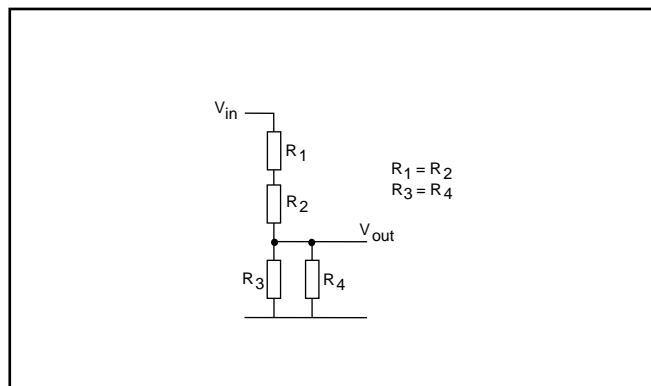 Vin
R1
R1 = R2
R3 = R4
R2
Vout
R3
R4